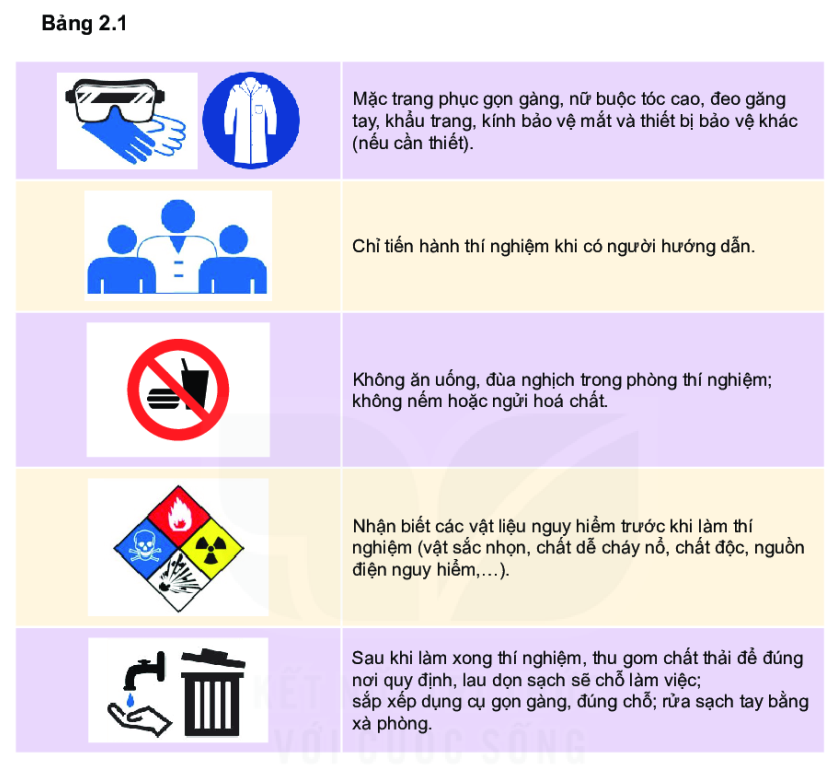 Bảng 2.1
Mặc trang phục gọn gàng, nữ buộc tóc cao, đeo găng
tay, khẩu trang, kính bảo vệ mắt và thiết bị bảo vệ khác
(nếu cần thiết).
Chỉ tiến hành thí nghiệm khi có người hướng dẫn.
Không ăn uống, đùa nghịch trong phòng thí nghiệm;
không nếm hoặc ngửi hoá chất.
Nhận biết các vật liệu nguy hiểm trước khi làm thí
nghiệm (vật sắc nhọn, chất dễ cháy nổ, chất độc, nguồn
điện nguy hiểm,…).
Sau khi làm xong thí nghiệm, thu gom chất thải để đúng
nơi quy định, lau dọn sạch sẽ chỗ làm việc;
sắp xếp dụng cụ gọn gàng, đúng chỗ; rửa sạch tay bằng
xà phòng.
KẾT
VỚI CUỘC SỐNG